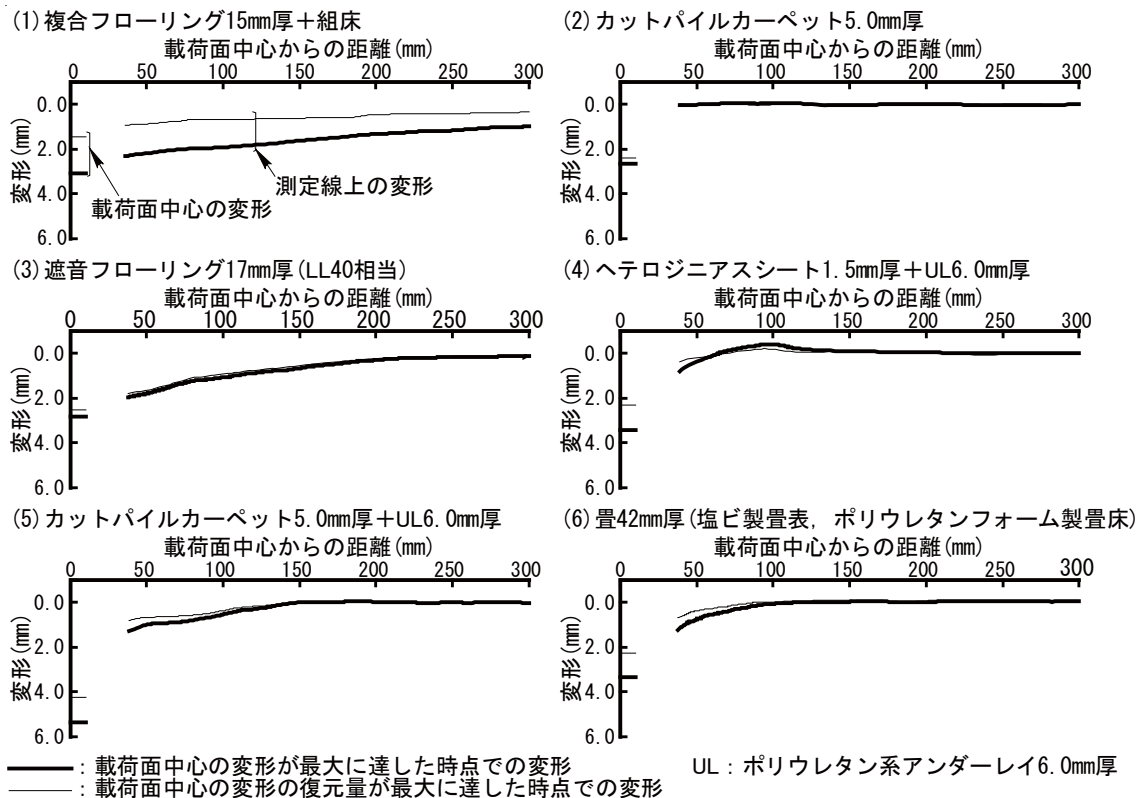 (1)複合フローリング15mm厚＋組床
載荷面中心からの距離(mm)
0 50 100 150 200 250 300
変形(mm)
0.0
2.0
4.0
6.0
載荷面中心の変形
測定線上の変形
(2)カットパイルカーペット5.0mm厚
載荷面中心からの距離(mm)
0 50 100 150 200 250 300
変形(mm)
0.0
2.0
4.0
6.0
(3)遮音フローリング17mm厚(LL40相当)
載荷面中心からの距離(mm)
0 50 100 150 200 250 300
変形(mm)
0.0
2.0
4.0
6.0
(4)ヘテロジニアスシート1.5mm厚＋UL6.0mm厚
載荷面中心からの距離(mm)
0 50 100 150 200 250 300
変形(mm)
0.0
2.0
4.0
6.0
(5)カットパイルカーペット5.0mm厚＋UL6.0mm厚
載荷面中心からの距離(mm)
0 50 100 150 200 250 300
変形(mm)
0.0
2.0
4.0
6.0
(6)畳42mm厚(塩ビ製畳表，ポリウレタンフォーム製畳床)
載荷面中心からの距離(mm)
0 50 100 150 200 250 300
変形(mm)
0.0
2.0
4.0
6.0
：載荷面中心の変形が最大に達した時点での変形
：載荷面中心の変形の復元量が最大に達した時点での変形
UL：ポリウレタン系アンダーレイ6.0mm厚